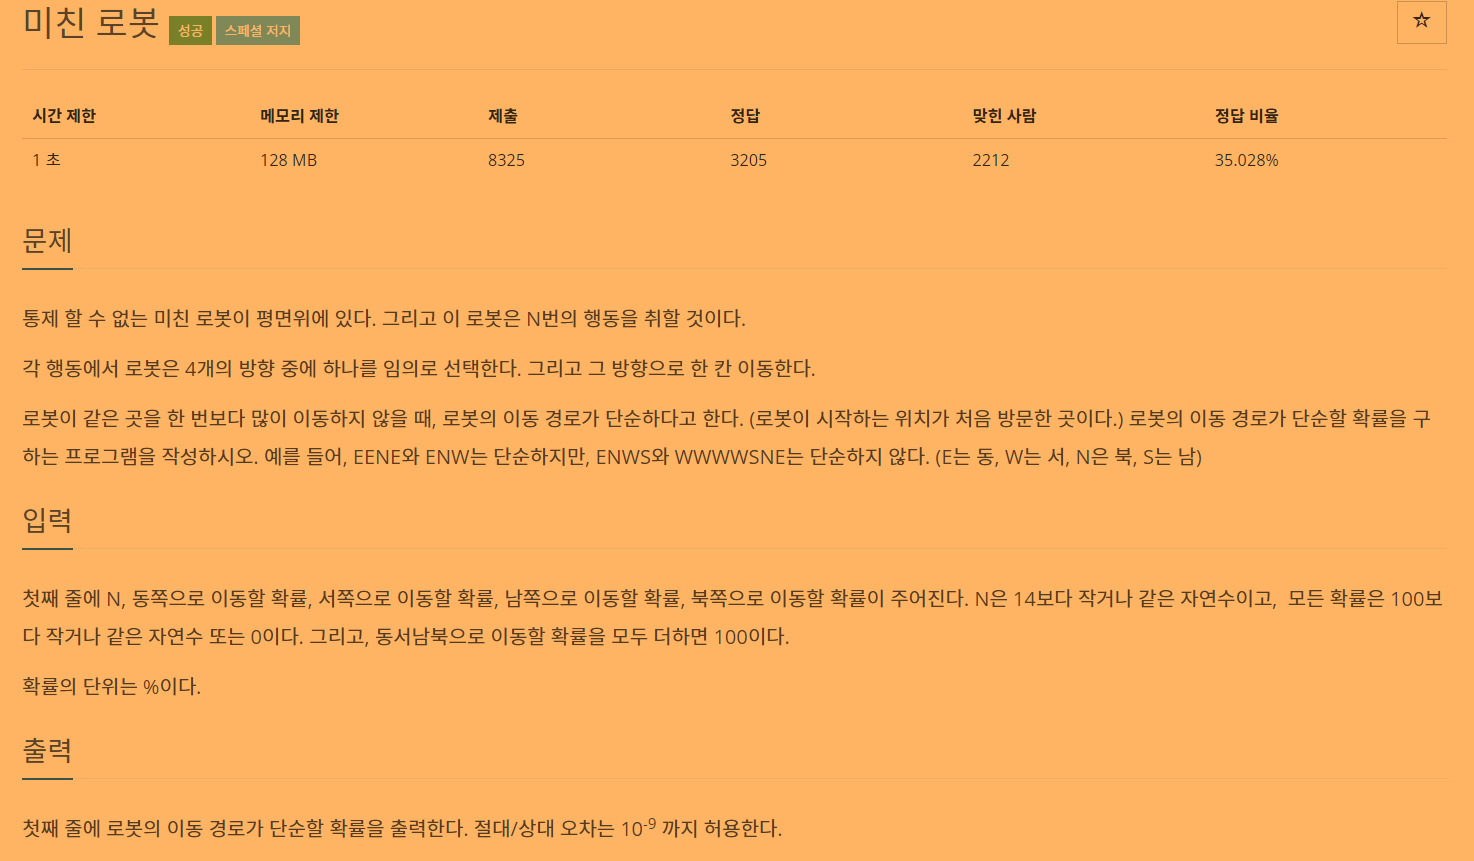 미친 로봇 성공 스페셜 저지
☆
시간 제한 메모리 제한 제출 정답 맞힌 사람 정답 비율
1 초 128 MB 8325 3205 2212 35.028%
문제
통제 할 수 없는 미친 로봇이 평면위에 있다. 그리고 이 로봇은 N번의 행동을 취할 것이다.
각 행동에서 로봇은 4개의 방향 중에 하나를 임의로 선택한다. 그리고 그 방향으로 한 칸 이동한다.
로봇이 같은 곳을 한 번보다 많이 이동하지 않을 때, 로봇의 이동 경로가 단순하다고 한다. (로봇이 시작하는 위치가 처음 방문한 곳이다.) 로봇의 이동 경로가 단순할 확률을 구
하는 프로그램을 작성하시오. 예를 들어, EENE와 ENW는 단순하지만, ENWS와 WWWWSNE는 단순하지 않다. (E는 동, W는 서, N은 북, S는 남)
입력
첫째 줄에 N, 동쪽으로 이동할 확률, 서쪽으로 이동할 확률, 남쪽으로 이동할 확률, 북쪽으로 이동할 확률이 주어진다. N은 14보다 작거나 같은 자연수이고,  모든 확률은 100보
다 작거나 같은 자연수 또는 0이다. 그리고, 동서남북으로 이동할 확률을 모두 더하면 100이다.
확률의 단위는 %이다.
출력
첫째 줄에 로봇의 이동 경로가 단순할 확률을 출력한다. 절대/상대 오차는 10⁻⁹ 까지 허용한다.